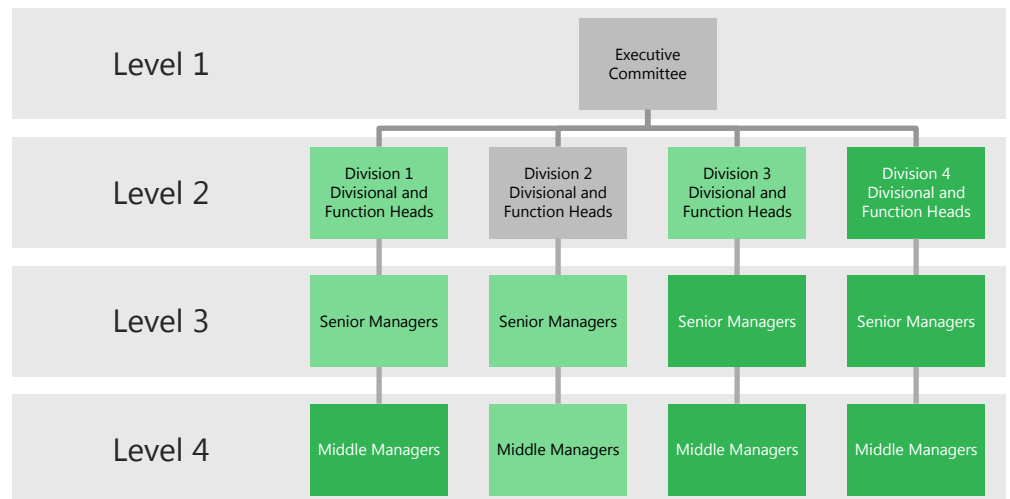 Level 1
Executive
Committee
Level 2
Division 1
Divisional and
Function Heads
Division 2
Divisional and
Function Heads
Division 3
Divisional and
Function Heads
Division 4
Divisional and
Function Heads
Level 3
Senior Managers
Senior Managers
Senior Managers
Senior Managers
Level 4
Middle Managers
Middle Managers
Middle Managers
Middle Managers